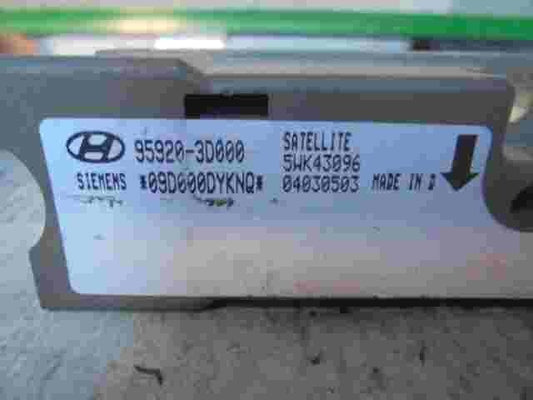 95920-3D000 SATELLITE
5WK43096
SIEMENS *09D000DYKNQ* 04030503 MADE IN D